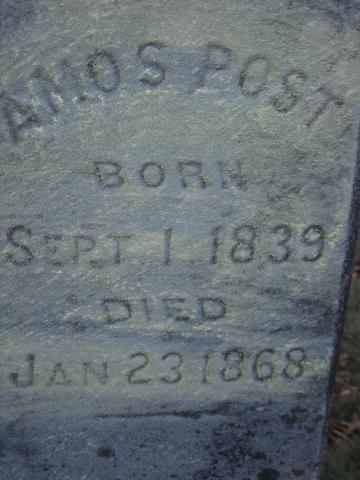 AMOS POST
BORN
SEPT. 1. 1839
DIED
JAN 23 1868